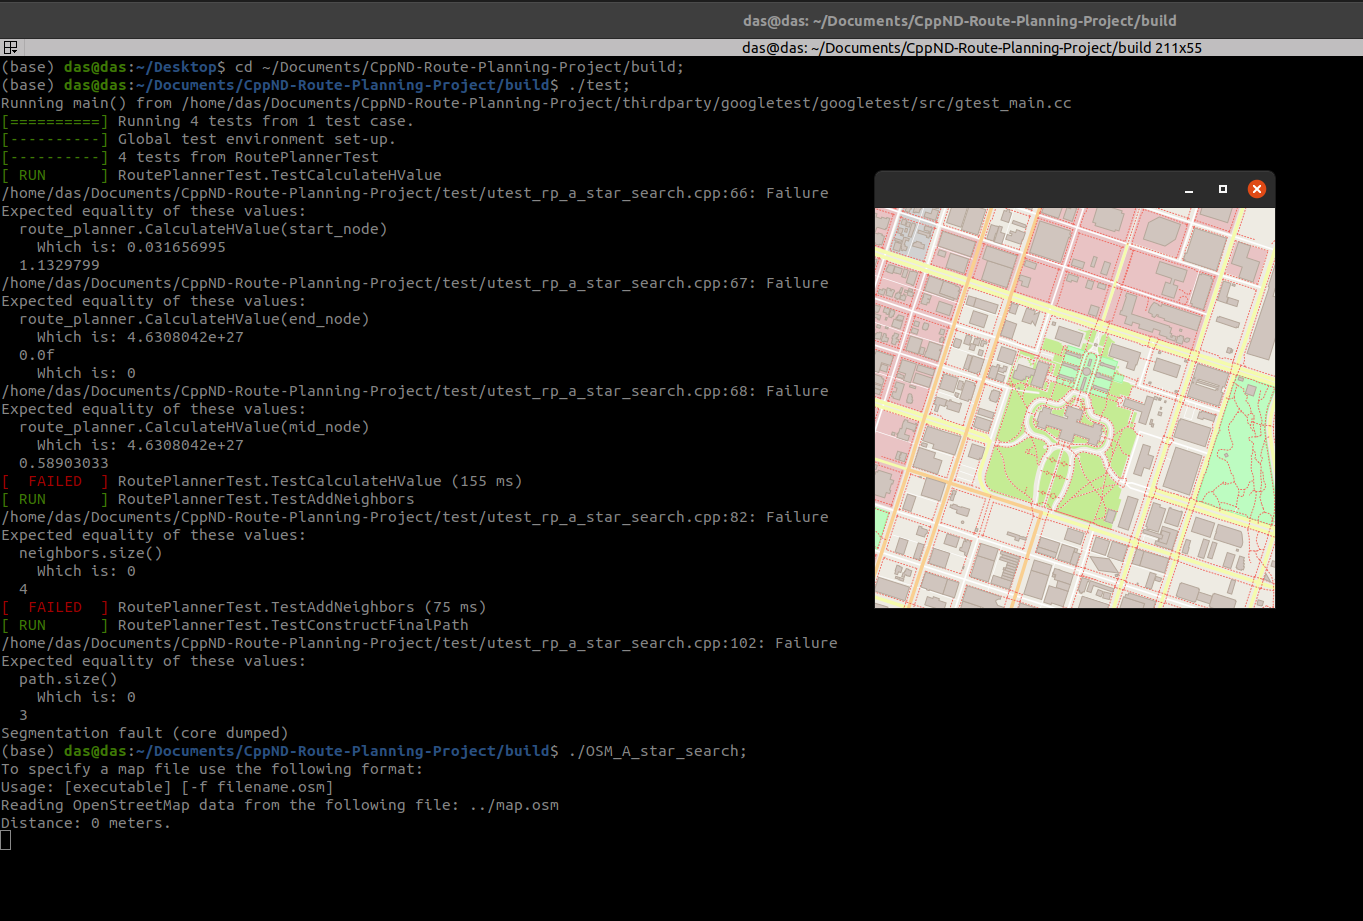 das@das: ~/Documents/CppND-Route-Planning-Project/build
das@das: ~/Documents/CppND-Route-Planning-Project/build 211x55
(base) das@das:~/Desktop$ cd ~/Documents/CppND-Route-Planning-Project/build;
(base) das@das:~/Documents/CppND-Route-Planning-Project/build$ ./test;
Running main() from /home/das/Documents/CppND-Route-Planning-Project/thirdparty/googletest/googletest/src/gtest_main.cc
[==========] Running 4 tests from 1 test case.
[----------] Global test environment set-up.
[----------] 4 tests from RoutePlannerTest
[ RUN      ] RoutePlannerTest.TestCalculateHValue
/home/das/Documents/CppND-Route-Planning-Project/test/utest_rp_a_star_search.cpp:66: Failure
Expected equality of these values:
  route_planner.CalculateHValue(start_node)
    Which is: 0.031656995
  1.1329799
/home/das/Documents/CppND-Route-Planning-Project/test/utest_rp_a_star_search.cpp:67: Failure
Expected equality of these values:
  route_planner.CalculateHValue(end_node)
    Which is: 4.6308042e+27
  0.0f
    Which is: 0
/home/das/Documents/CppND-Route-Planning-Project/test/utest_rp_a_star_search.cpp:68: Failure
Expected equality of these values:
  route_planner.CalculateHValue(mid_node)
    Which is: 4.6308042e+27
  0.58903033
[  FAILED  ] RoutePlannerTest.TestCalculateHValue (155 ms)
[ RUN      ] RoutePlannerTest.TestAddNeighbors
/home/das/Documents/CppND-Route-Planning-Project/test/utest_rp_a_star_search.cpp:82: Failure
Expected equality of these values:
  neighbors.size()
    Which is: 0
  4
[  FAILED  ] RoutePlannerTest.TestAddNeighbors (75 ms)
[ RUN      ] RoutePlannerTest.TestConstructFinalPath
/home/das/Documents/CppND-Route-Planning-Project/test/utest_rp_a_star_search.cpp:102: Failure
Expected equality of these values:
  path.size()
    Which is: 0
  3
Segmentation fault (core dumped)
(base) das@das:~/Documents/CppND-Route-Planning-Project/build$ ./OSM_A_star_search;
To specify a map file use the following format:
Usage: [executable] [-f filename.osm]
Reading OpenStreetMap data from the following file: ../map.osm
Distance: 0 meters.